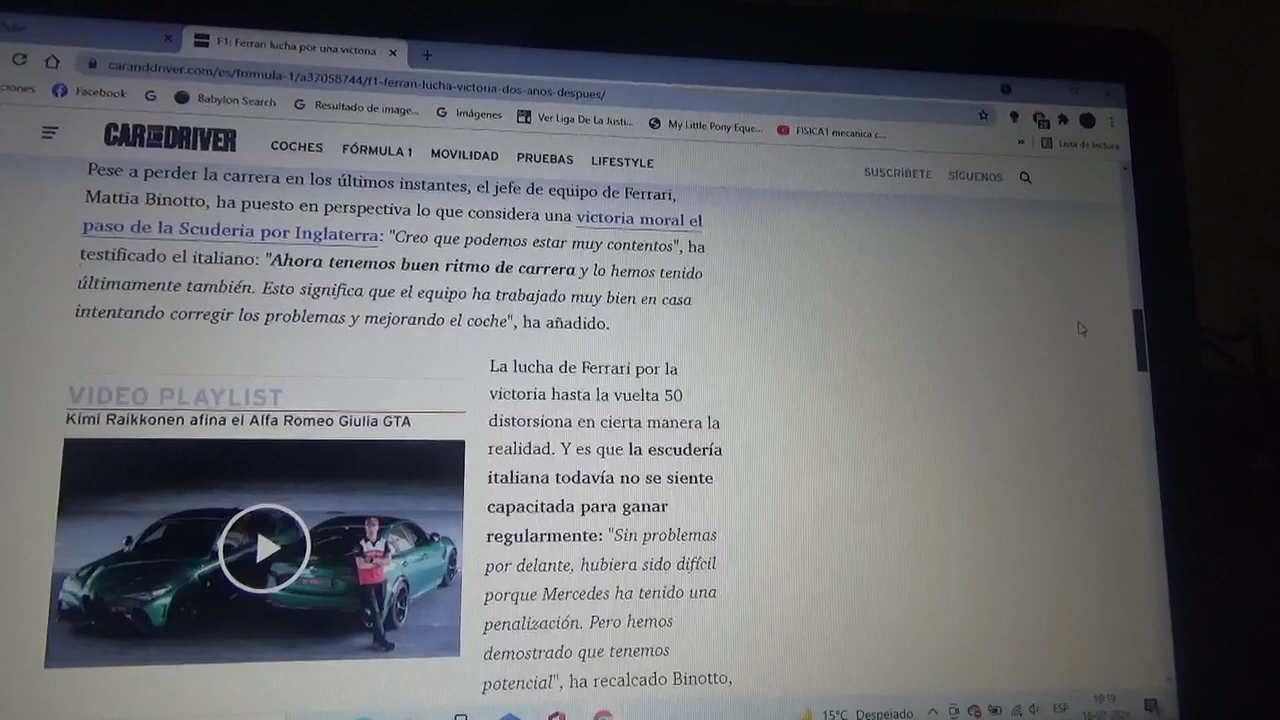 F1: Ferrari lucha por una victoria
caranddriver.com/es/formula-1/a37058744/f1-ferrari-lucha-victoria-dos-anos-despues/
ciones Facebook Babylon Search Resultado de image... Imágenes Ver Liga De La Justi... My Little Pony Eque... FISICA1 mecanica c...
Lista de lectura
CAR AND DRIVER COCHES FÓRMULA 1 MOVILIDAD PRUEBAS LIFESTYLE SUSCRÍBETE SÍGUENOS
Pese a perder la carrera en los últimos instantes, el jefe de equipo de Ferrari,
Mattia Binotto, ha puesto en perspectiva lo que considera una victoria moral el
paso de la Scuderia por Inglaterra: "Creo que podemos estar muy contentos", ha
testificado el italiano: "Ahora tenemos buen ritmo de carrera y lo hemos tenido
últimamente también. Esto significa que el equipo ha trabajado muy bien en casa
intentando corregir los problemas y mejorando el coche", ha añadido.
VIDEO PLAYLIST
Kimi Raikkonen afina el Alfa Romeo Giulia GTA
La lucha de Ferrari por la
victoria hasta la vuelta 50
distorsiona en cierta manera la
realidad. Y es que la escudería
italiana todavía no se siente
capacitada para ganar
regularmente: "Sin problemas
por delante, hubiera sido difícil
porque Mercedes ha tenido una
penalización. Pero hemos
demostrado que tenemos
potencial", ha recalcado Binotto,
15°C Despejado ESP